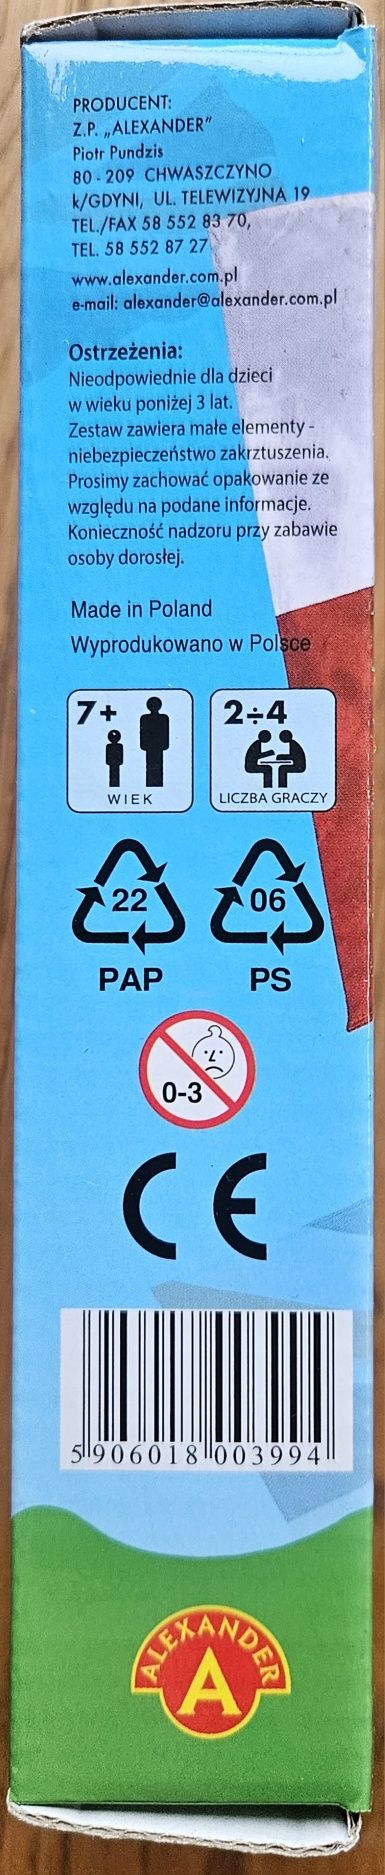 PRODUCENT:
Z.P. „ALEXANDER”
Piotr Pundzis
80 - 209 CHWASZCZYNO
k/GDYNI, UL. TELEWIZYJNA 19
TEL./FAX 58 552 83 70,
TEL. 58 552 87 27
www.alexander.com.pl
e-mail: alexander@alexander.com.pl
Ostrzeżenia:
Nieodpowiednie dla dzieci
w wieku poniżej 3 lat.
Zestaw zawiera małe elementy -
niebezpieczeństwo zakrztuszenia.
Prosimy zachować opakowanie ze
względu na podane informacje.
Konieczność nadzoru przy zabawie
osoby dorosłej.
Made in Poland
Wyprodukowano w Polsce
7+
WIEK
2÷4
LICZBA GRACZY
22
PAP
06
PS
0-3
CE
5 906018 003994
ALEXANDER
A